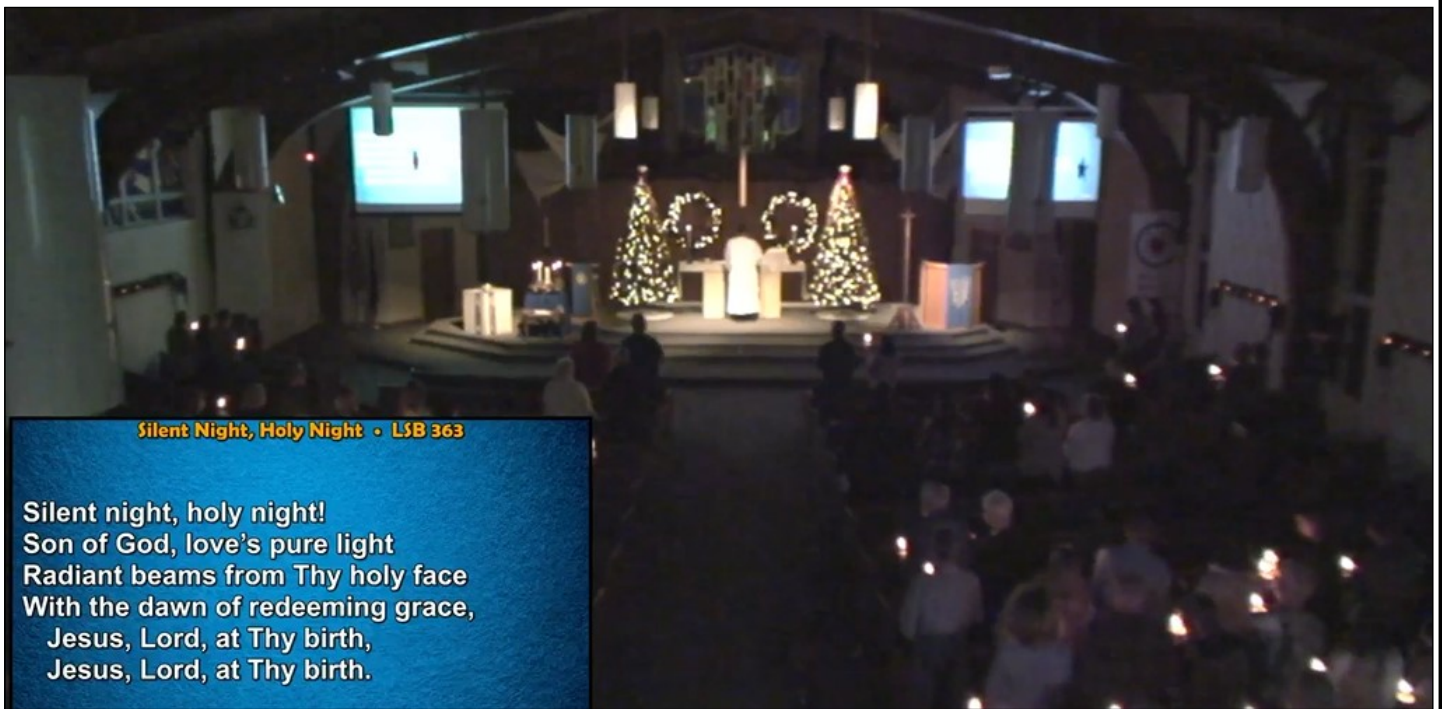 Silent Night, Holy Night • LSB 363
Silent night, holy night!
Son of God, love's pure light
Radiant beams from Thy holy face
With the dawn of redeeming grace,
Jesus, Lord, at Thy birth,
Jesus, Lord, at Thy birth.